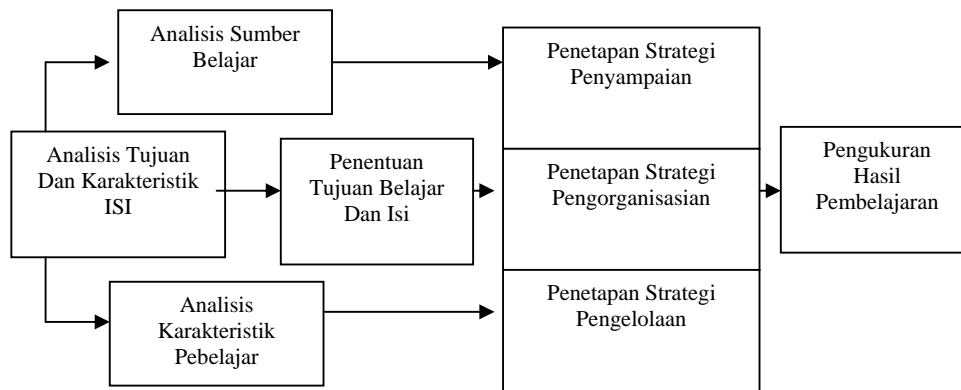 Analisis Sumber
Belajar
Penetapan Strategi
Penyampaian
Analisis Tujuan
Dan Karakteristik
ISI
Penentuan
Tujuan Belajar
Dan Isi
Penetapan Strategi
Pengorganisasian
Pengukuran
Hasil
Pembelajaran
Analisis
Karakteristik
Pebelajar
Penetapan Strategi
Pengelolaan